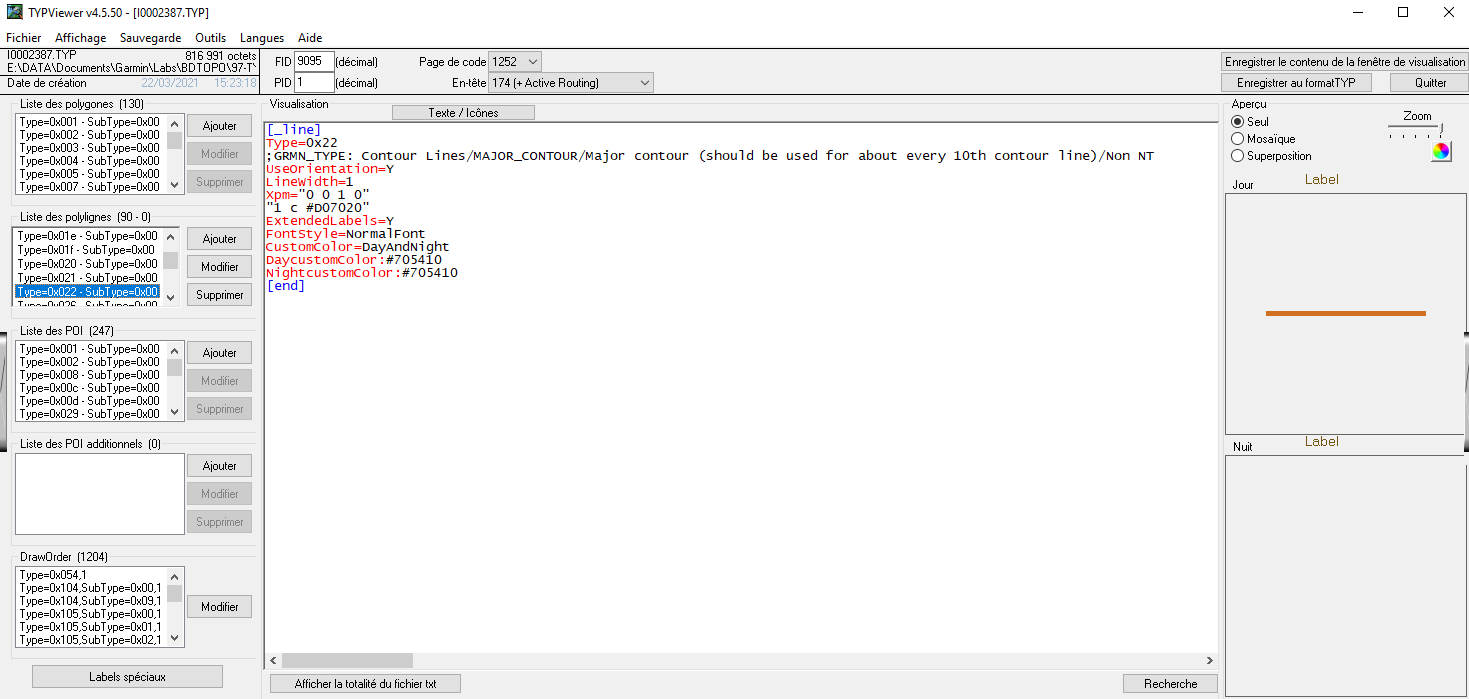 TYPViewer v4.5.50 - [I0002387.TYP]
Fichier Affichage Sauvegarde Outils Langues Aide
I0002387.TYP 816 991 octets
E:\DATA\Documents\Garmin\Labs\BDTOPO\97-T
Date de création 22/03/2021 15:23:18
FID 9095 (décimal)
PID 1 (décimal)
Page de code 1252
En-tête 174 (+ Active Routing)
Enregistrer le contenu de la fenêtre de visualisation
Enregistrer au formatTYP Quitter
Liste des polygones (130)
Type=0x001 - SubType=0x00
Type=0x002 - SubType=0x00
Type=0x003 - SubType=0x00
Type=0x004 - SubType=0x00
Type=0x005 - SubType=0x00
Type=0x007 - SubType=0x00
Ajouter
Modifier
Supprimer
Liste des polylignes (90 - 0)
Type=0x01e - SubType=0x00
Type=0x01f - SubType=0x00
Type=0x020 - SubType=0x00
Type=0x021 - SubType=0x00
Type=0x022 - SubType=0x00
Type=0x026 - SubType=0x00
Ajouter
Modifier
Supprimer
Liste des POI (247)
Type=0x001 - SubType=0x00
Type=0x002 - SubType=0x00
Type=0x008 - SubType=0x00
Type=0x00c - SubType=0x00
Type=0x00d - SubType=0x00
Type=0x029 - SubType=0x00
Ajouter
Modifier
Supprimer
Liste des POI additionnels (0)
Ajouter
Modifier
Supprimer
DrawOrder (1204)
Type=0x054,1
Type=0x104,SubType=0x00,1
Type=0x104,SubType=0x09,1
Type=0x105,SubType=0x00,1
Type=0x105,SubType=0x01,1
Type=0x105,SubType=0x02,1
Modifier
Labels spéciaux
Visualisation
Texte / Icônes
[_line]
Type=0x22
;GRMN_TYPE: Contour Lines/MAJOR_CONTOUR/Major contour (should be used for about every 10th contour line)/Non NT
UseOrientation=Y
LineWidth=1
Xpm="0 0 1 0"
"1 c #D07020"
ExtendedLabels=Y
FontStyle=NormalFont
CustomColor=DayAndNight
DaycustomColor:#705410
NightcustomColor:#705410
[end]
Afficher la totalité du fichier txt
Recherche
Aperçu
Seul
Mosaïque
Superposition
Zoom
Jour
Label
Nuit
Label